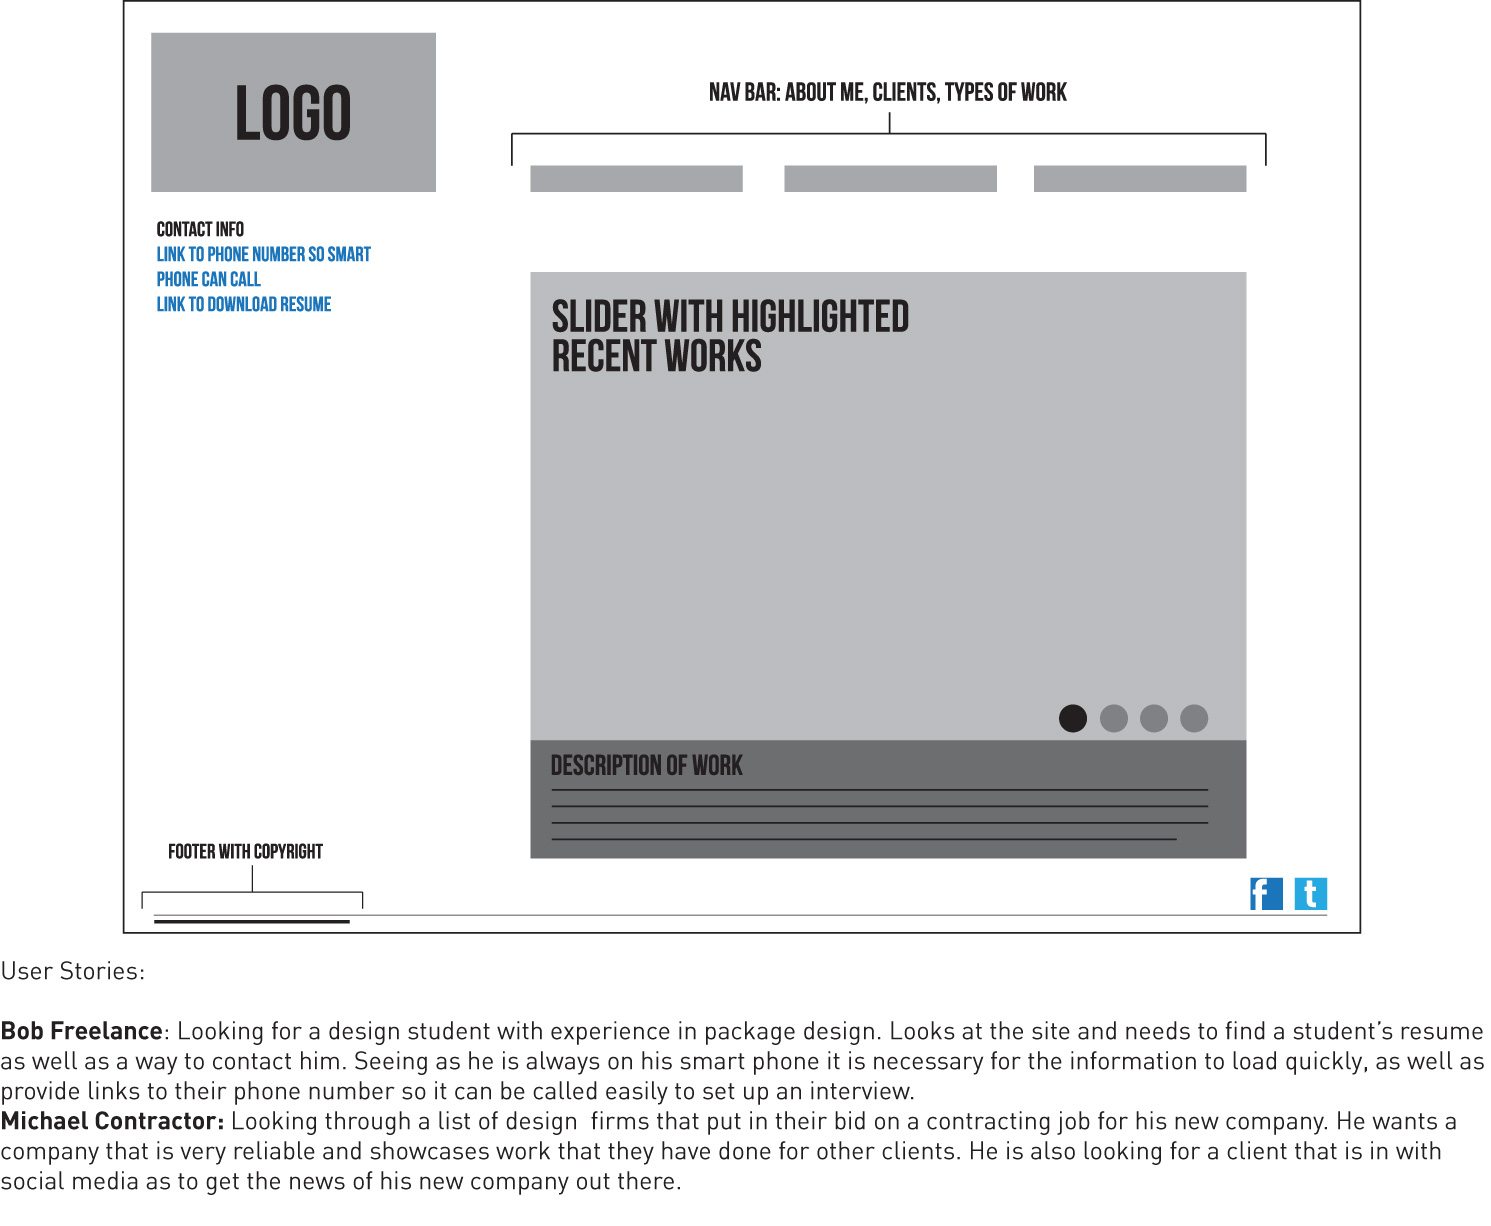 LOGO
NAV BAR: ABOUT ME, CLIENTS, TYPES OF WORK
CONTACT INFO
LINK TO PHONE NUMBER SO SMART
PHONE CAN CALL
LINK TO DOWNLOAD RESUME
SLIDER WITH HIGHLIGHTED
RECENT WORKS
DESCRIPTION OF WORK
FOOTER WITH COPYRIGHT
f t
User Stories:
Bob Freelance: Looking for a design student with experience in package design. Looks at the site and needs to find a student’s resume
as well as a way to contact him. Seeing as he is always on his smart phone it is necessary for the information to load quickly, as well as
provide links to their phone number so it can be called easily to set up an interview.
Michael Contractor: Looking through a list of design  firms that put in their bid on a contracting job for his new company. He wants a
company that is very reliable and showcases work that they have done for other clients. He is also looking for a client that is in with
social media as to get the news of his new company out there.